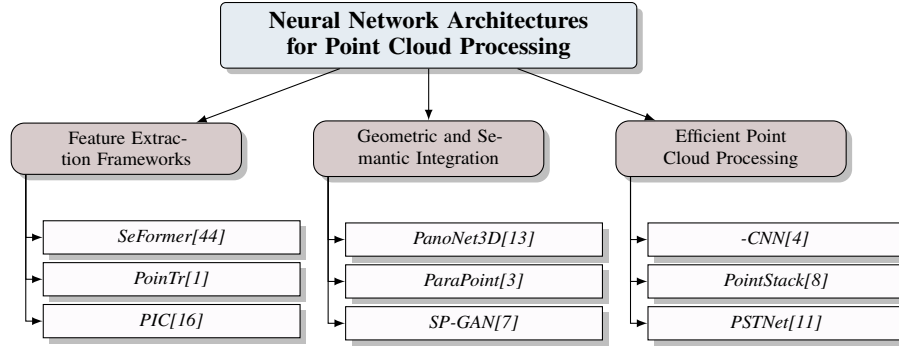 Neural Network Architectures
for Point Cloud Processing
Feature Extrac-
tion Frameworks
Geometric and Se-
mantic Integration
Efficient Point
Cloud Processing
SeFormer[44]
PoinTr[1]
PIC[16]
PanoNet3D[13]
ParaPoint[3]
SP-GAN[7]
-CNN[4]
PointStack[8]
PSTNet[11]